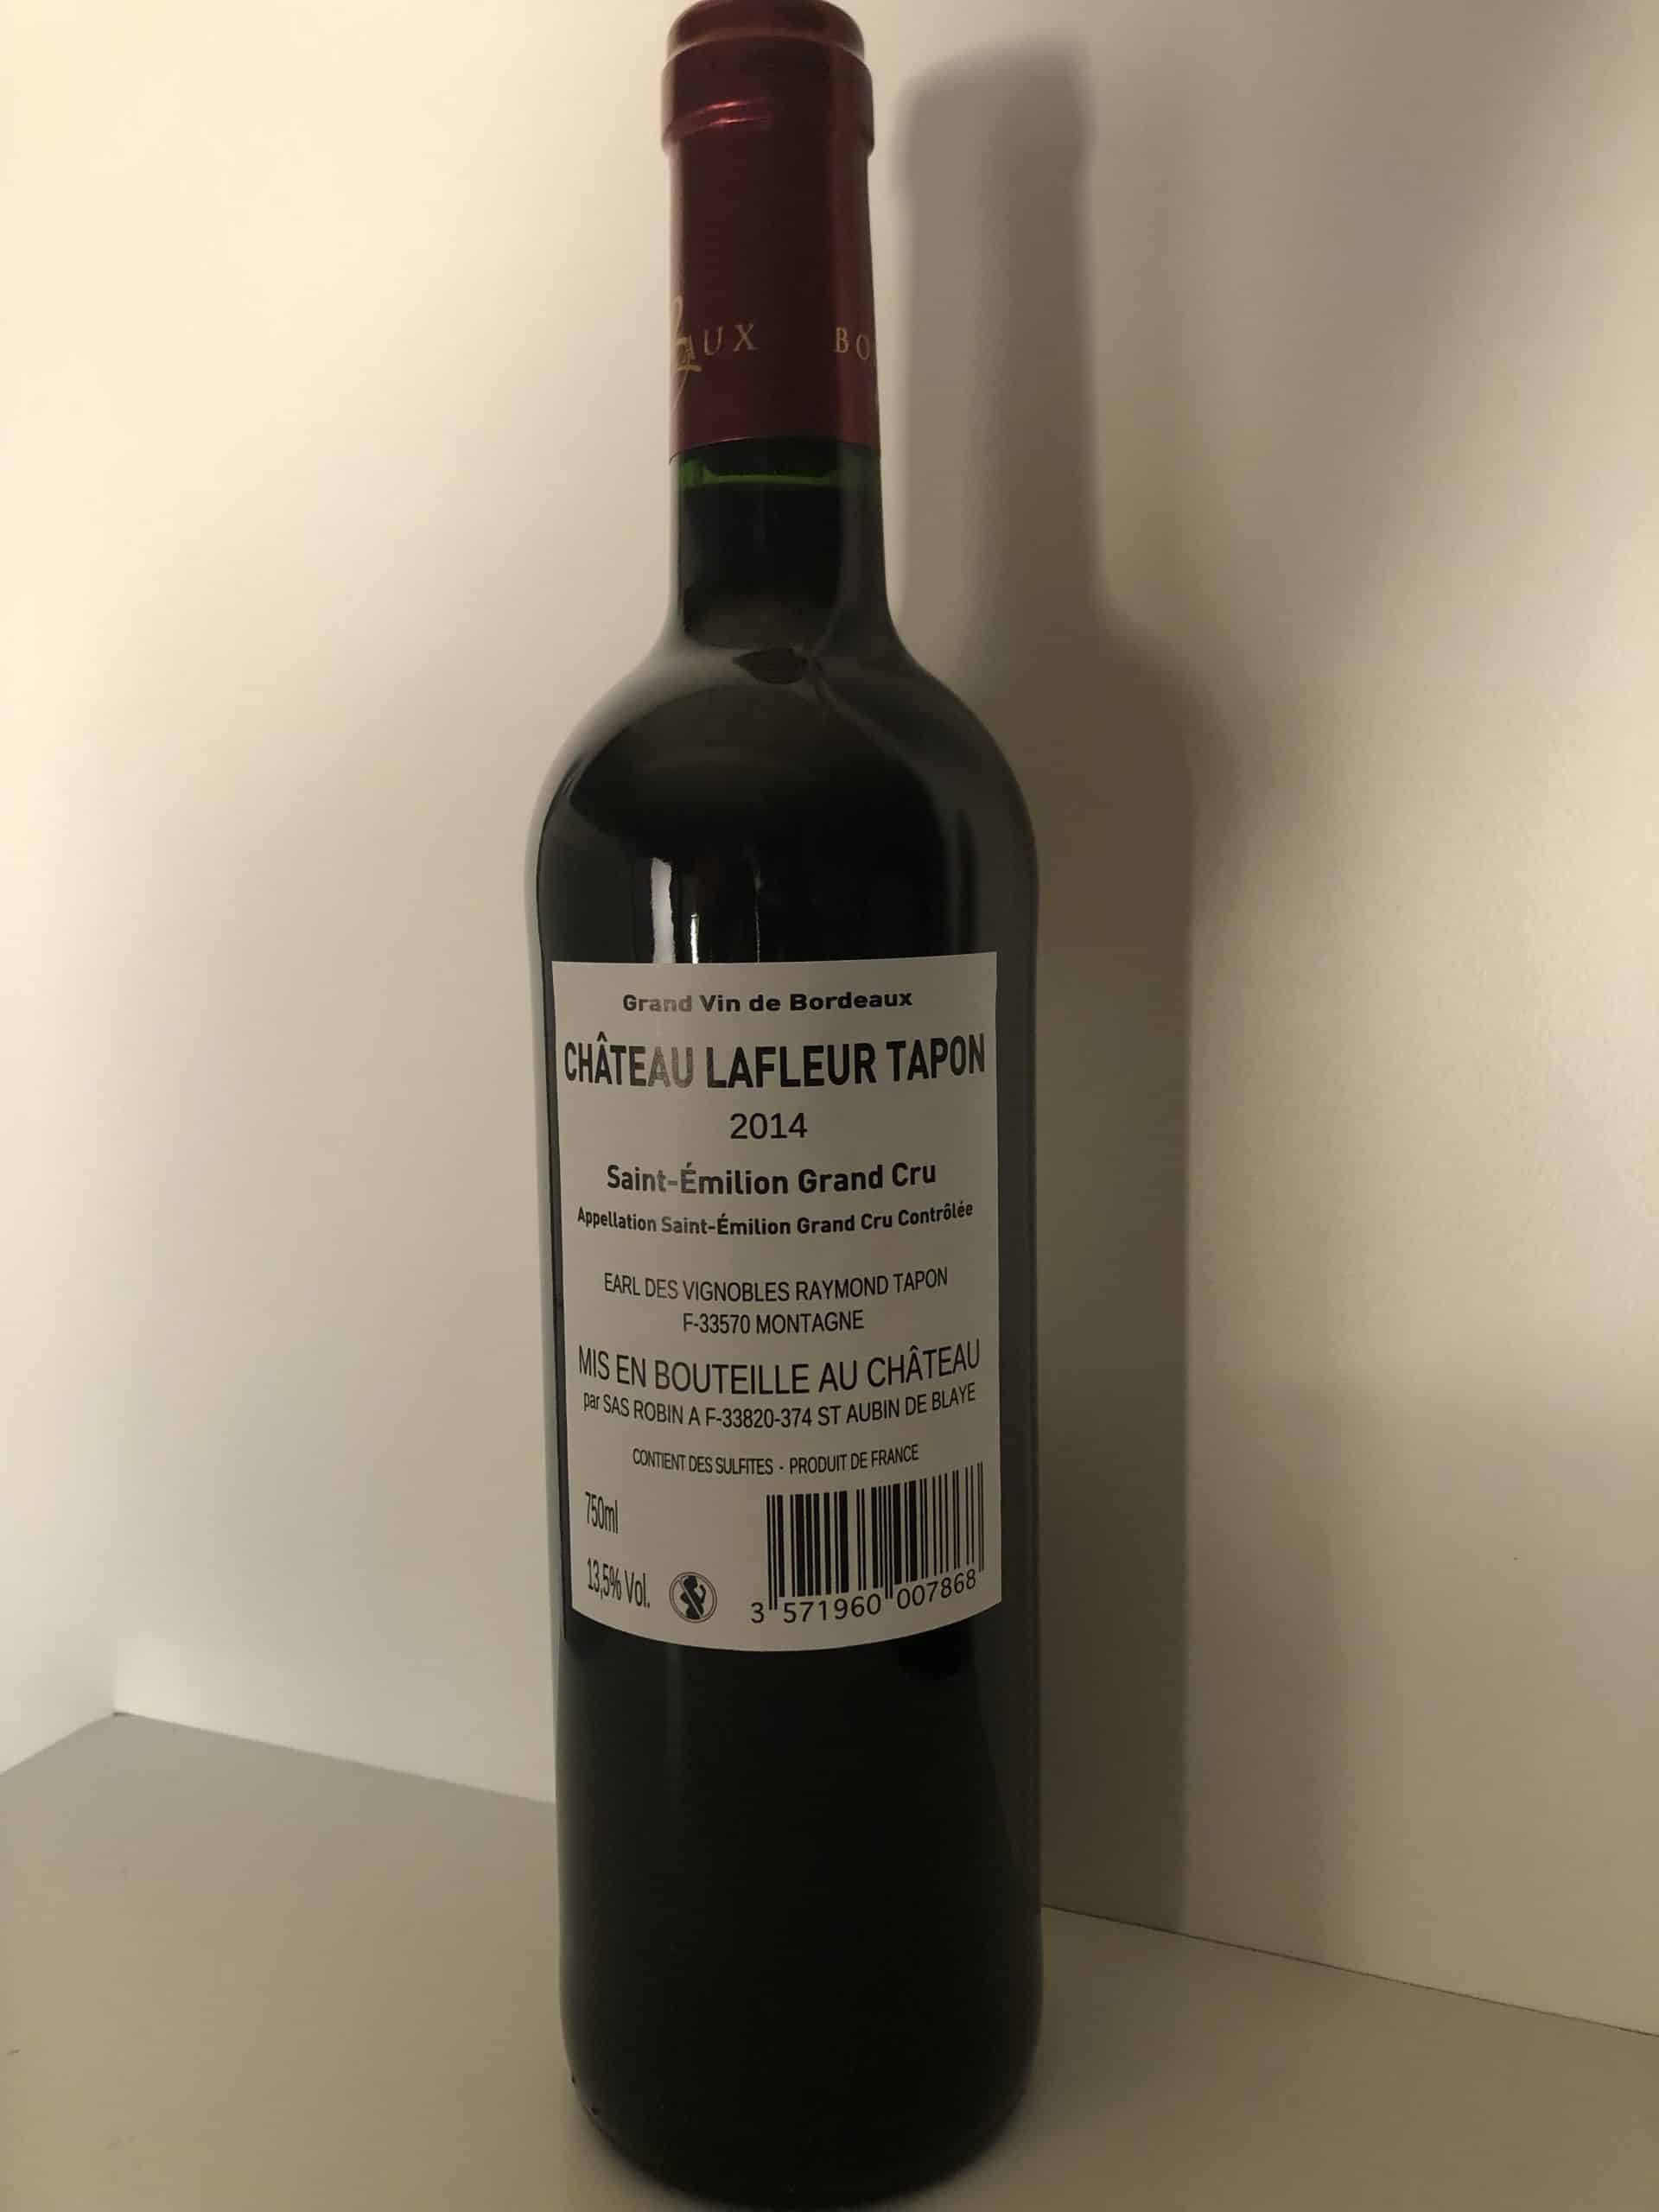 AUX BO
Grand Vin de Bordeaux
CHÂTEAU LAFLEUR TAPON
2014
Saint-Émilion Grand Cru
Appellation Saint-Émilion Grand Cru Contrôlée
EARL DES VIGNOBLES RAYMOND TAPON
F-33570 MONTAGNE
MIS EN BOUTEILLE AU CHÂTEAU
par SAS ROBIN A F-33820-374 ST AUBIN DE BLAYE
CONTIENT DES SULFITES - PRODUIT DE FRANCE
750ml
13,5% Vol.
3 571960 007868